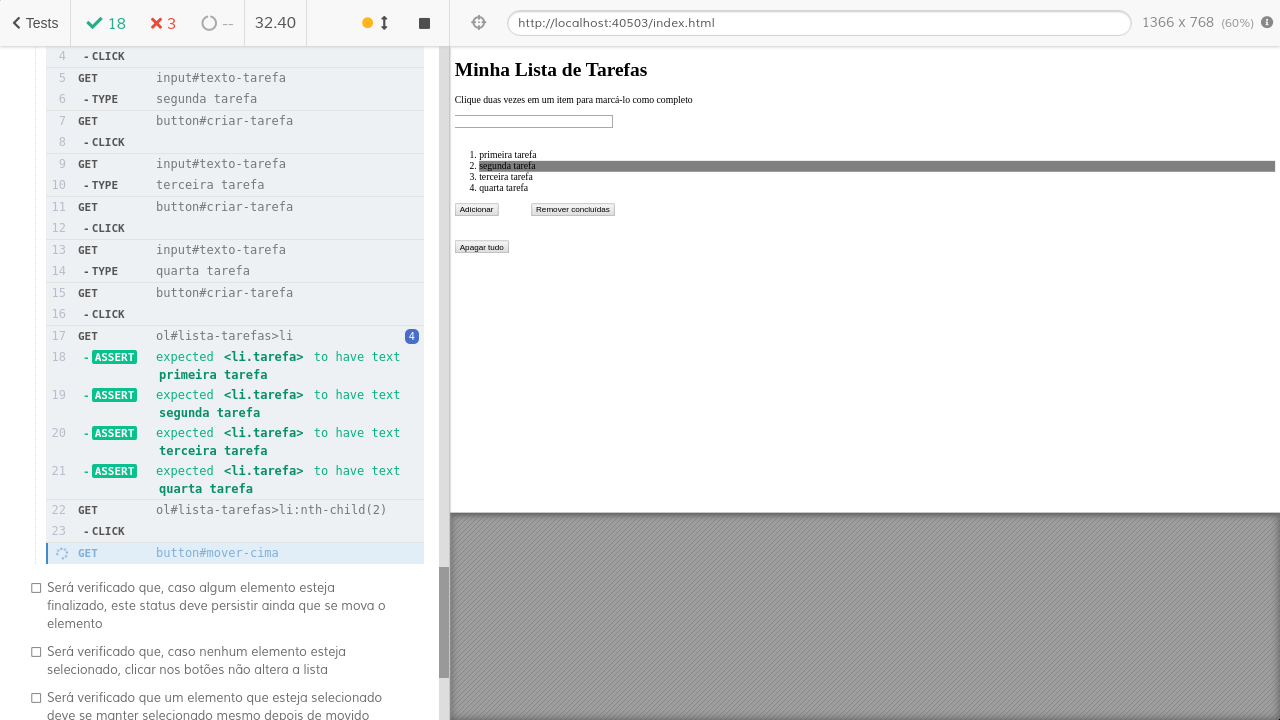 Tests 18 3 -- 32.40
4 -CLICK
5 GET input#texto-tarefa
6 -TYPE segunda tarefa
7 GET button#criar-tarefa
8 -CLICK
9 GET input#texto-tarefa
10 -TYPE terceira tarefa
11 GET button#criar-tarefa
12 -CLICK
13 GET input#texto-tarefa
14 -TYPE quarta tarefa
15 GET button#criar-tarefa
16 -CLICK
17 GET ol#lista-tarefas>li 4
18 -ASSERT expected <li.tarefa> to have text
primeira tarefa
19 -ASSERT expected <li.tarefa> to have text
segunda tarefa
20 -ASSERT expected <li.tarefa> to have text
terceira tarefa
21 -ASSERT expected <li.tarefa> to have text
quarta tarefa
22 GET ol#lista-tarefas>li:nth-child(2)
23 -CLICK
GET button#mover-cima
Será verificado que, caso algum elemento esteja
finalizado, este status deve persistir ainda que se mova o
elemento
Será verificado que, caso nenhum elemento esteja
selecionado, clicar nos botões não altera a lista
Será verificado que um elemento que esteja selecionado
deve se manter selecionado mesmo depois de movido
http://localhost:40503/index.html 1366 x 768 (60%)
Minha Lista de Tarefas
Clique duas vezes em um item para marcá-lo como completo
1. primeira tarefa
2. segunda tarefa
3. terceira tarefa
4. quarta tarefa
Adicionar Remover concluídas
Apagar tudo